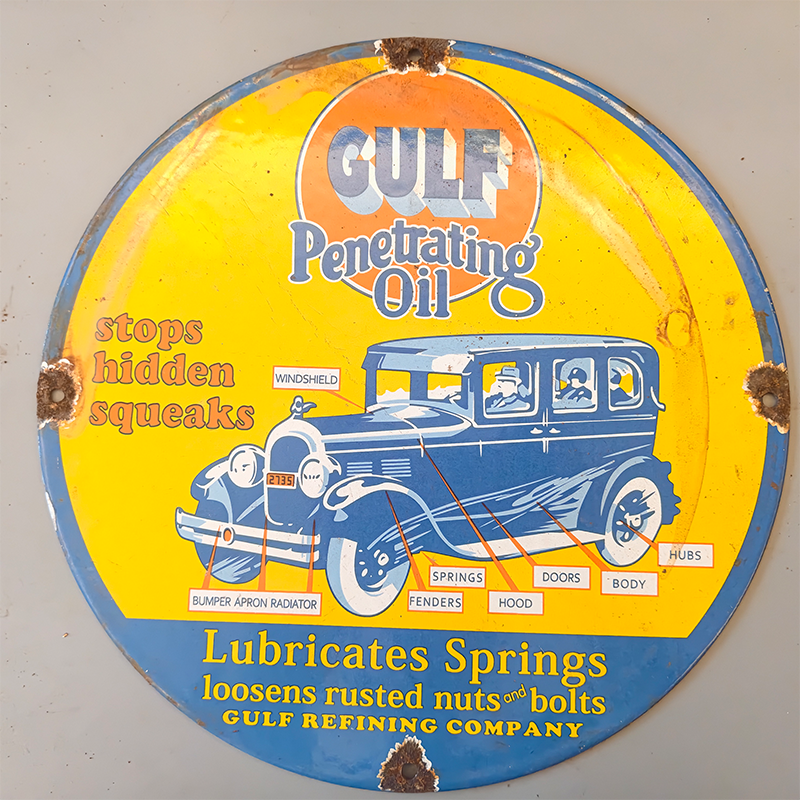 GULF
Penetrating
Oil
stops
hidden
squeaks
WINDSHIELD
2735
HUBS
SPRINGS
DOORS
BODY
BUMPER APRON RADIATOR
FENDERS
HOOD
Lubricates Springs
loosens rusted nuts and bolts
GULF REFINING COMPANY